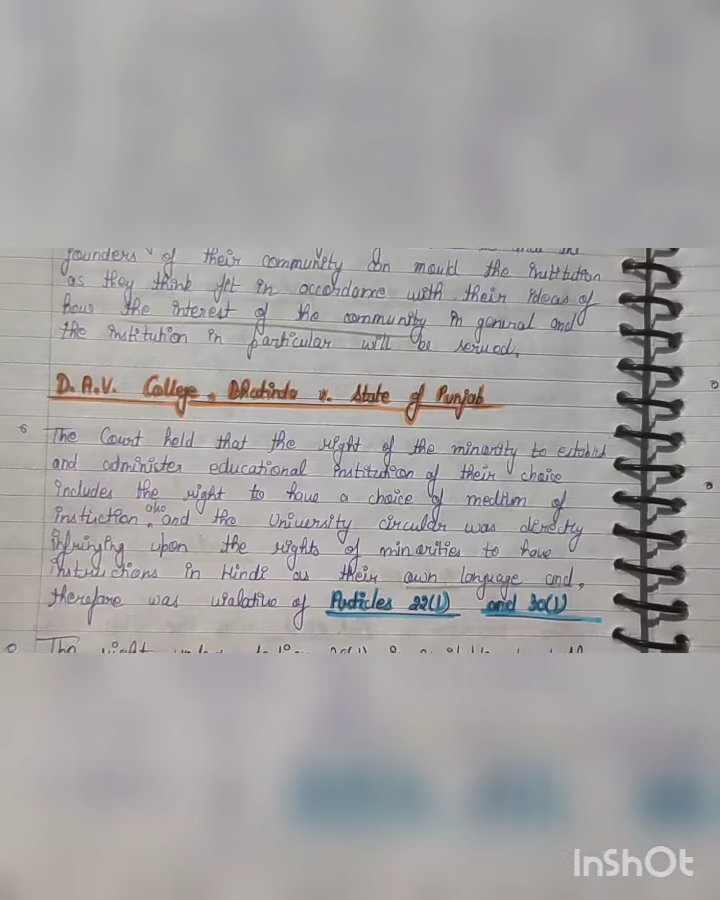 founders of their community can mould the institution
as they think fit in accordance with their ideas of
how the interest of the community in general and
the institution in particular will be served.
D.A.V. College, Bhatinda v. State of Punjab
The Court held that the right of the minority to establish
and administer educational institution of their choice
includes the right to have a choice of medium of
instruction also and the University circular was directly
infringing upon the rights of minorities to have
instructions in Hindi as their own language and,
therefore was violative of Articles 22(1) and 30(1)
InShOt